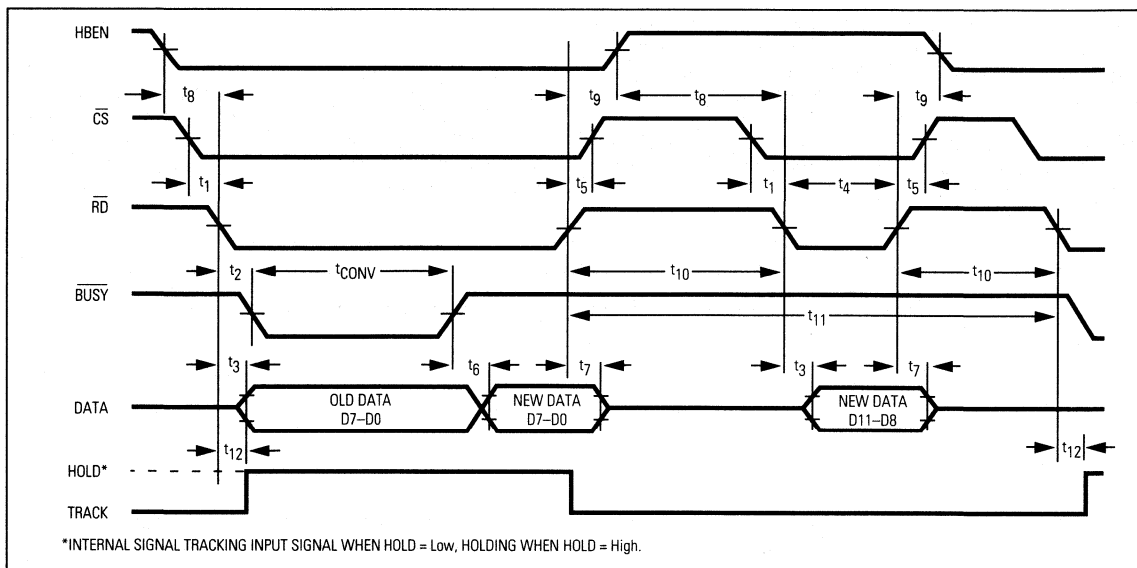 HBEN
t8 t9 t8 t9
CS
t1 t5 t1 t4 t5
RD
t2 tCONV t10 t10
BUSY
t11
t3 t6 t7 t3 t7
DATA
OLD DATA
D7–D0
NEW DATA
D7–D0
NEW DATA
D11–D8
t12 t12
HOLD*
TRACK
*INTERNAL SIGNAL TRACKING INPUT SIGNAL WHEN HOLD = Low, HOLDING WHEN HOLD = High.